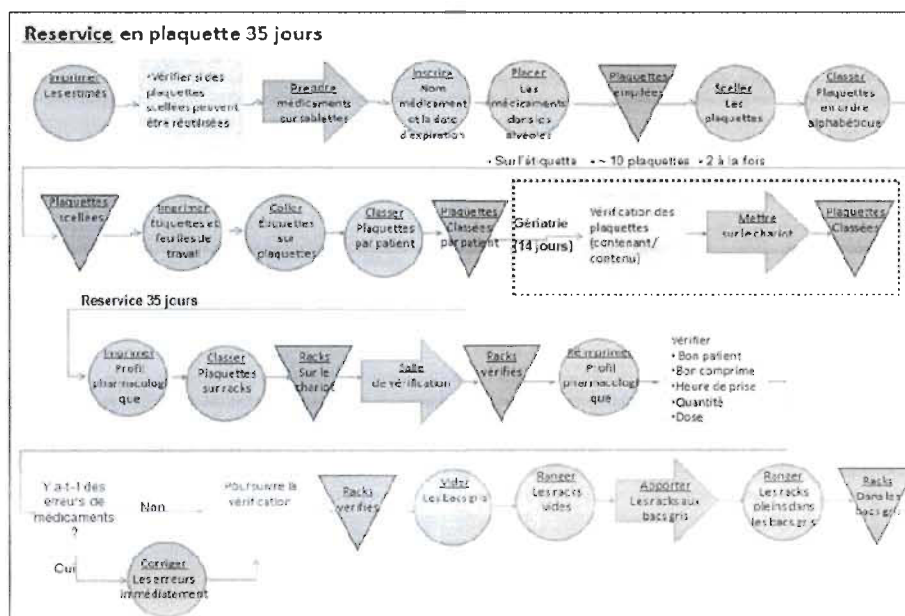 Reservice en plaquette 35 jours
Imprimer
Les estimés
•Vérifier si des
plaquettes
scellées peuvent
être réutilisées
Prendre
médicaments
sur tablettes
Inscrire
Nom
médicament
et la date
d'expiration
Placer
Les
médicaments
dans les
alvéoles
Plaquettes
empilées
Sceller
Les
plaquettes
Classer
Plaquettes
en ordre
alphabétique
• Sur l'étiquette
• ~ 10 plaquettes
• 2 à la fois
Plaquettes
scellées
Imprimer
Étiquettes et
feuilles de
travail
Coller
Étiquettes
sur
plaquettes
Classer
Plaquettes
par patient
Plaquettes
Classées
par patient
Gériatrie
(14 jours)
Vérification des
plaquettes
(contenant/
contenu)
Mettre
sur le chariot
Plaquettes
Classées
Reservice 35 jours
Imprimer
Profil
pharmacologi
que
Classer
Plaquettes
sur racks
Racks
Sur le
chariot
Salle
de vérification
Racks
vérifiés
Réimprimer
Profil
pharmacologi
que
vérifier
• Bon patient
•Bon comprime
•Heure de prise
•Quantité
•Dose
Y a-t-I des
erreurs de
médicaments
?
Non
Poursuivre la
vérification
Racks
vérifiés
Vider
Les bacs gris
Ranger
Les racks
vides
Apporter
Les racks aux
bacs gris
Ranger
Les racks
pleins dans
les bacs gris
Racks
Dans les
bacs gris
Oui
Corriger
Les erreurs
immédiatement